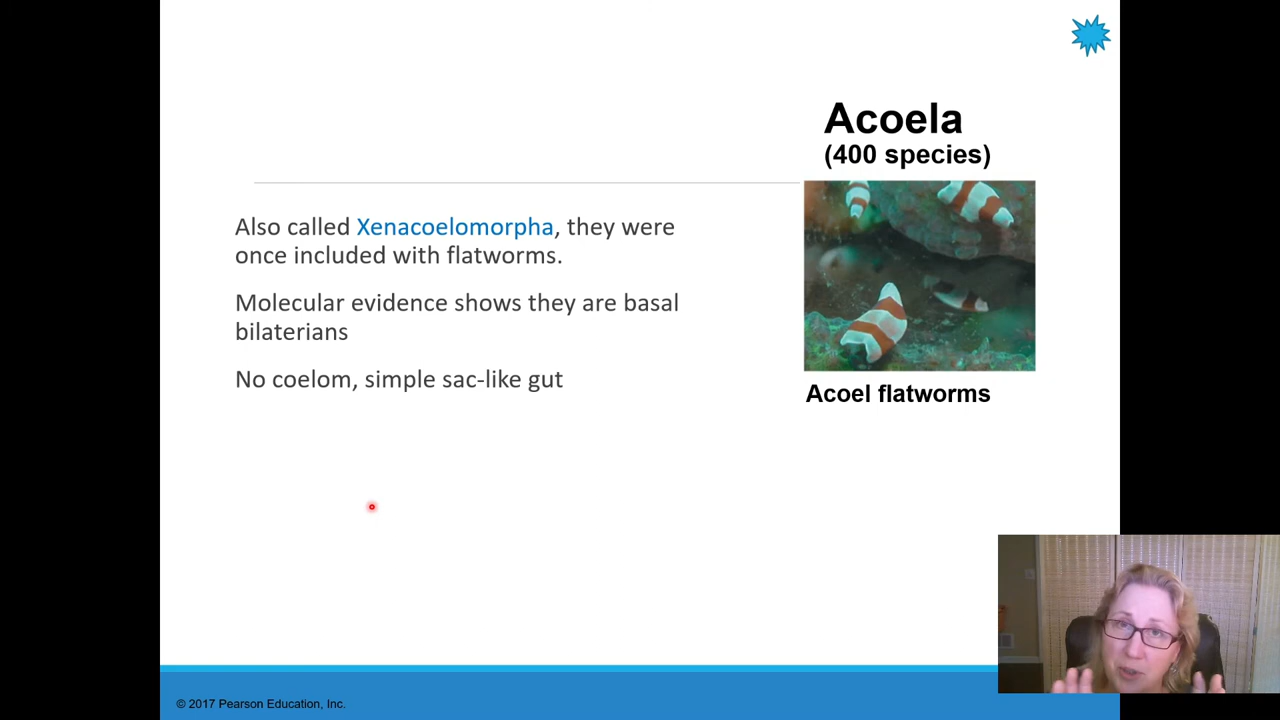 Acoela
(400 species)
Also called Xenacoelomorpha, they were
once included with flatworms.
Molecular evidence shows they are basal
bilaterians
No coelom, simple sac-like gut
Acoel flatworms
© 2017 Pearson Education, Inc.